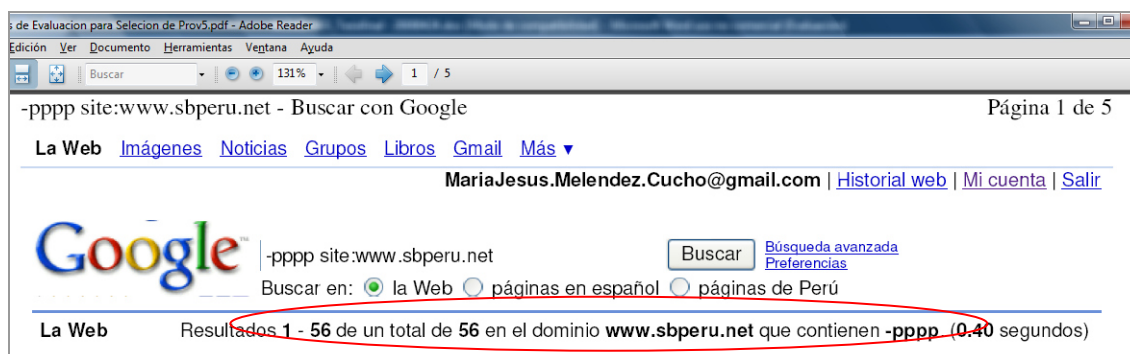 s de Evaluacion para Selecion de Prov5.pdf - Adobe Reader
Edición Ver Documento Herramientas Ventana Ayuda
Buscar 131% 1 / 5
-pppp site:www.sbperu.net - Buscar con Google Página 1 de 5
La Web Imágenes Noticias Grupos Libros Gmail Más ▼
MariaJesus.Melendez.Cucho@gmail.com | Historial web | Mi cuenta | Salir
Google™ -pppp site:www.sbperu.net Buscar Búsqueda avanzada
Preferencias
Buscar en: la Web páginas en español páginas de Perú
La Web Resultados 1 - 56 de un total de 56 en el dominio www.sbperu.net que contienen -pppp. (0.40 segundos)